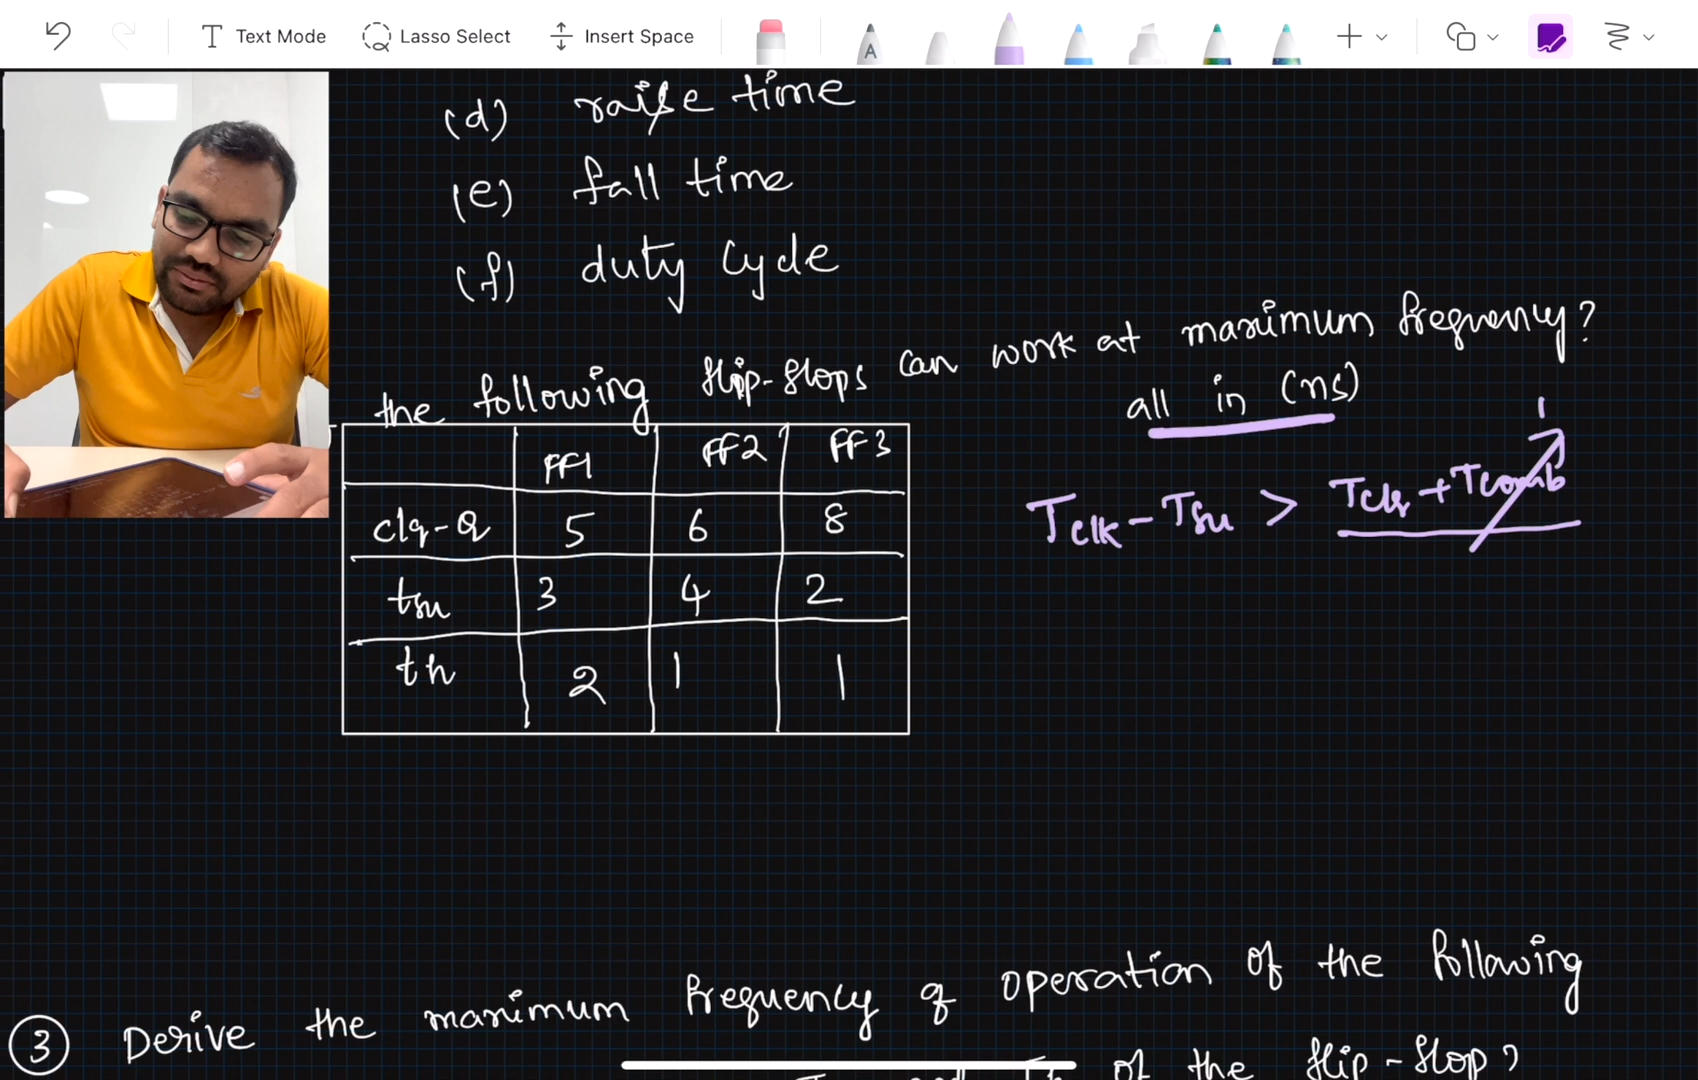 Text Mode Lasso Select Insert Space
A
(d) raise time
(e) fall time
(f) duty cycle
the following flip-flops can work at maximum frequency?
all in (ns)
FF1 FF2 FF3
clq-Q 5 6 8
tsu 3 4 2
th 2 1 1
Tclk - Tsu > Tclq + Tcomb
3 Derive the maximum frequency of operation of the following
of the flip-flop?